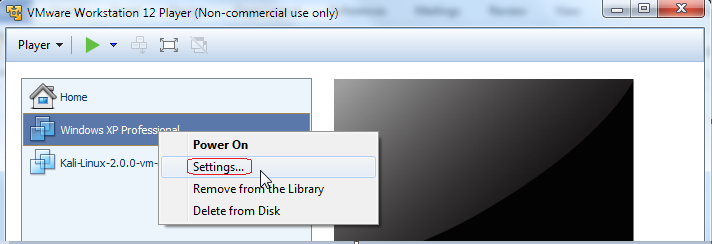 VMware Workstation 12 Player (Non-commercial use only)
Player
Home
Windows XP Professional
Kali-Linux-2.0.0-vm-
Power On
Settings...
Remove from the Library
Delete from Disk